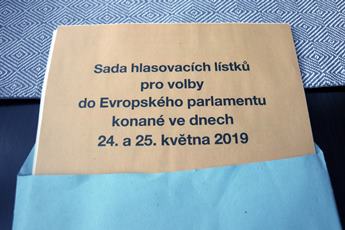 Sada hlasovacích lístků
pro volby
do Evropského parlamentu
konané ve dnech
24. a 25. května 2019